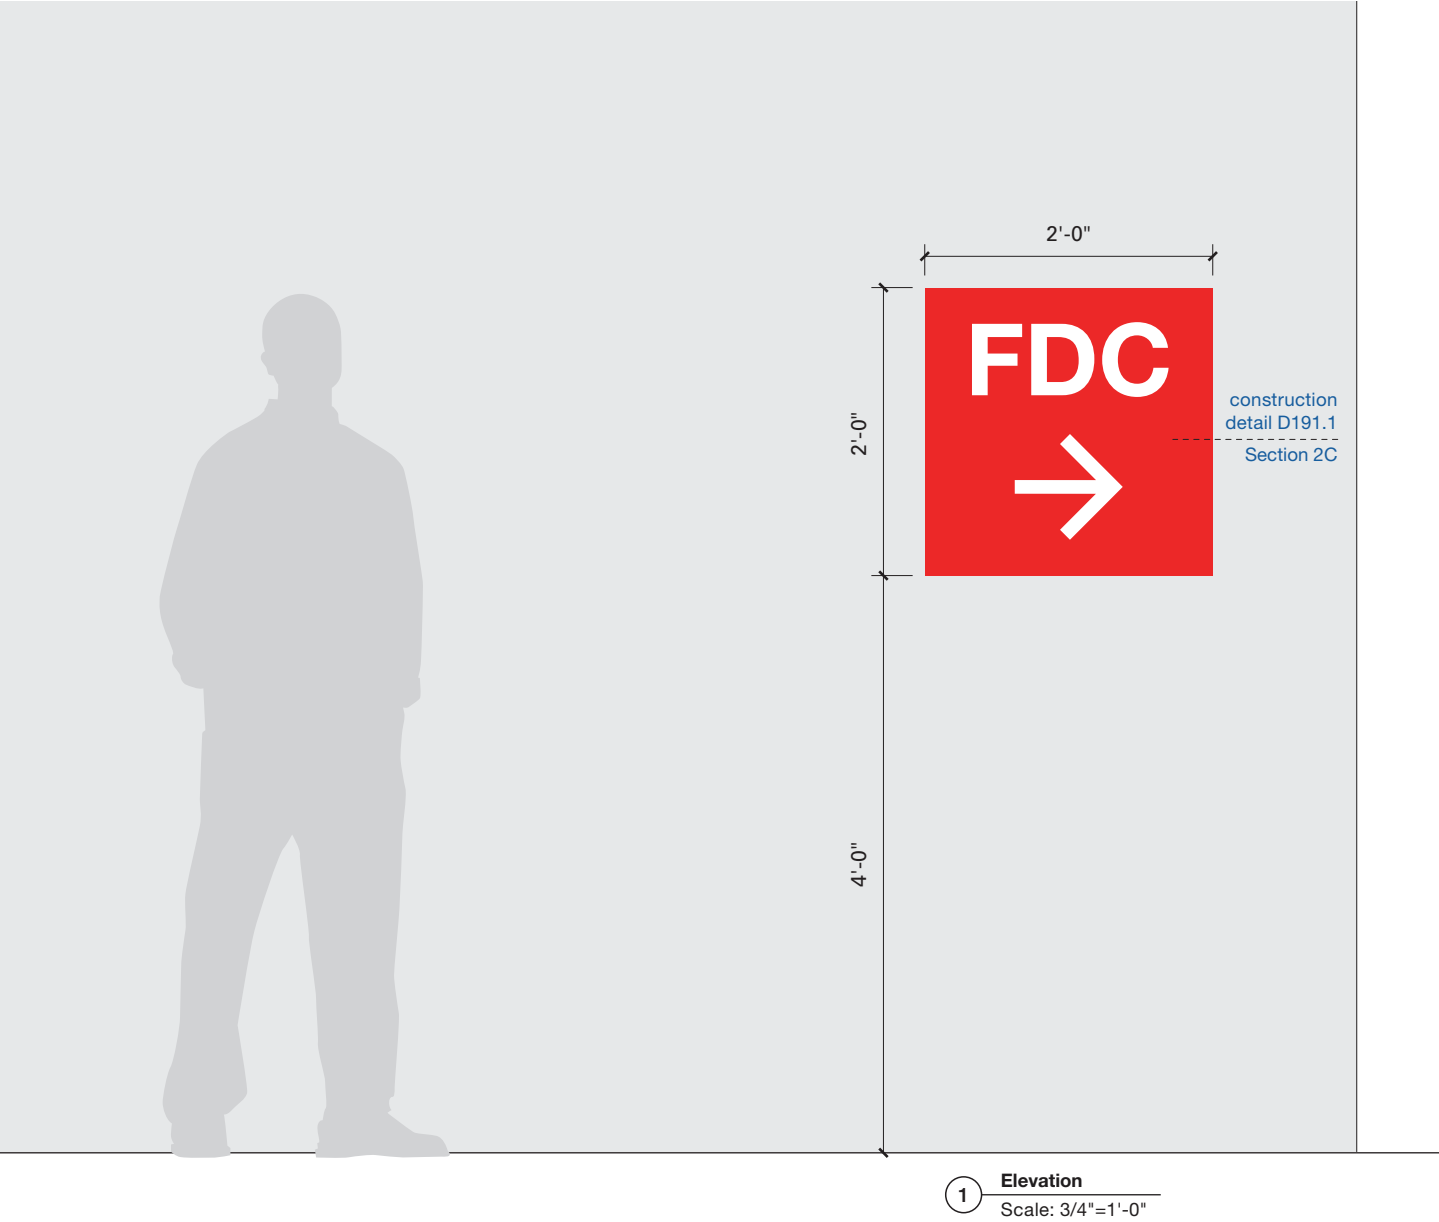 2'-0"
FDC
2'-0"
construction
detail D191.1
Section 2C
4'-0"
1
Elevation
Scale: 3/4"=1'-0"